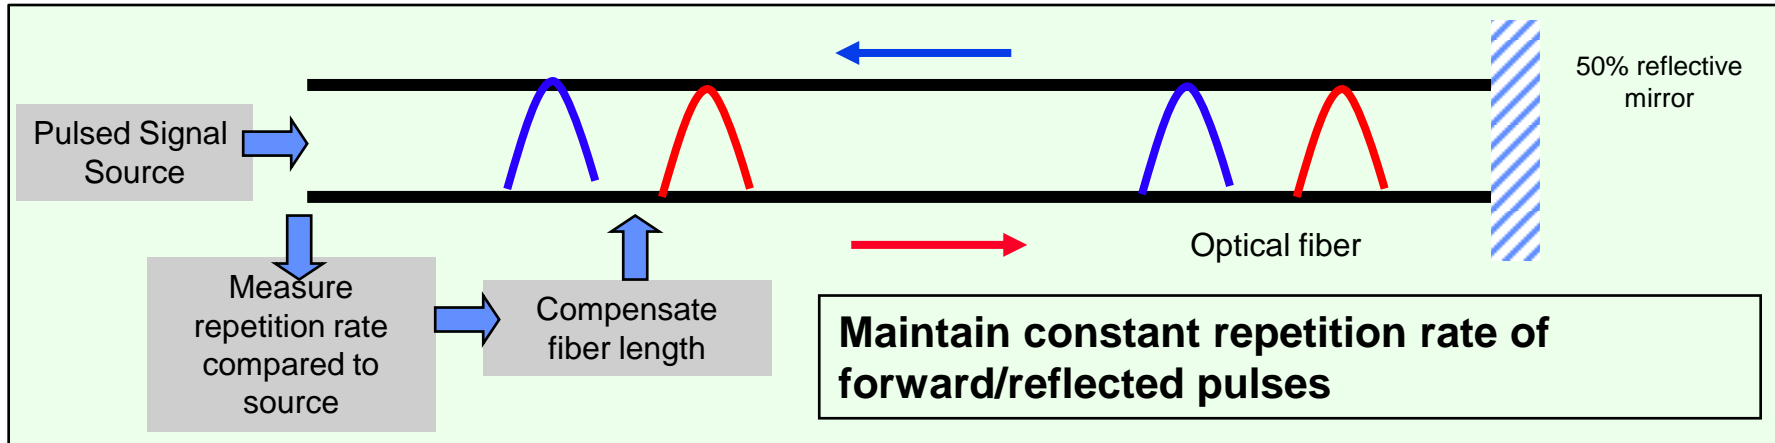 50% reflective
mirror
Pulsed Signal
Source
Optical fiber
Measure
repetition rate
compared to
source
Compensate
fiber length
Maintain constant repetition rate of
forward/reflected pulses